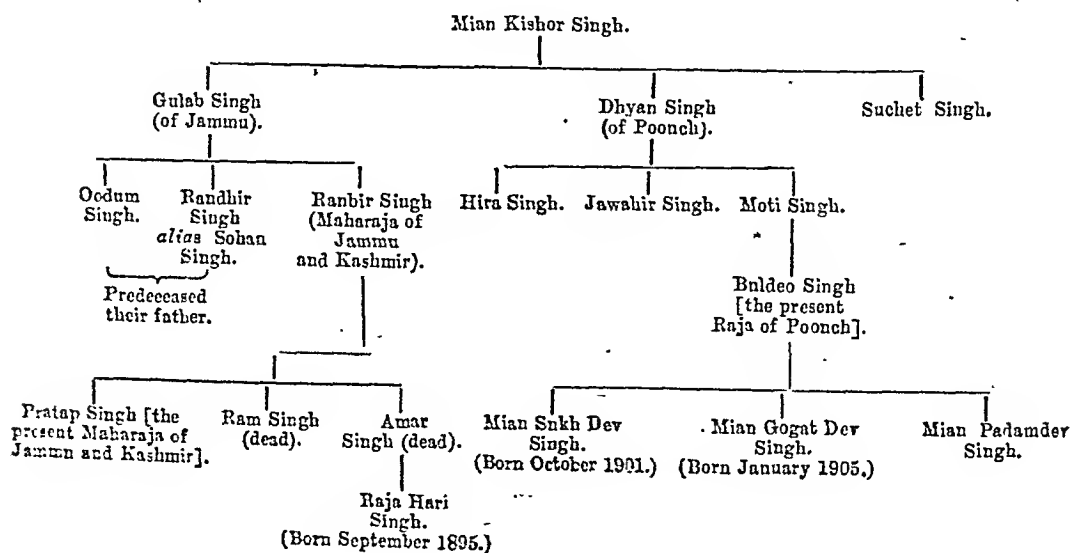 Mian Kishor Singh.
Gulab Singh
(of Jammu).
Dhyan Singh
(of Poonch).
Suchet Singh.
Oodum
Singh.
Randhir
Singh
alias Sohan
Singh.
Predeceased
their father.
Ranbir Singh
(Maharaja of
Jammu
and Kashmir).
Hira Singh.
Jawahir Singh.
Moti Singh.
Baldeo Singh
[the present
Raja of Poonch].
Pratap Singh [the
present Maharaja of
Jammu and Kashmir].
Ram Singh
(dead).
Amar
Singh (dead).
Raja Hari
Singh.
(Born September 1895.)
Mian Sukh Dev
Singh.
(Born October 1901.)
Mian Gogat Dev
Singh.
(Born January 1905.)
Mian Padamdev
Singh.